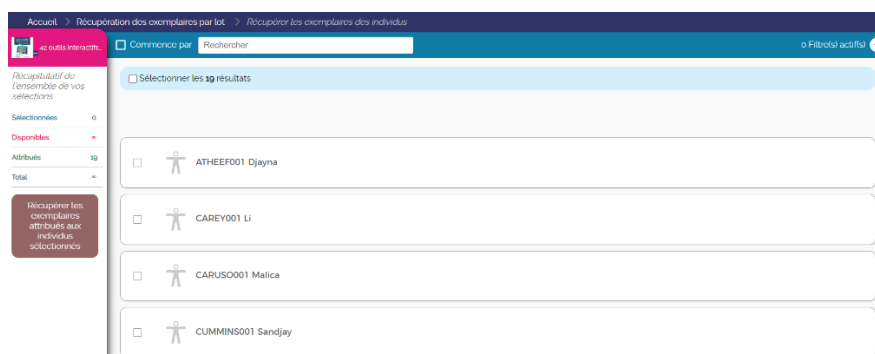 Accueil > Récupération des exemplaires par lot > Récupérer les exemplaires des individus
42 outils interactifs...
Commence par Rechercher
0 Filtre(s) actif(s)
Récapitulatif de
l'ensemble de vos
sélections
Sélectionner les 19 résultats
Sélectionnées 0
Disponibles ∞
Attribués 19
Total ∞
Récupérer les
exemplaires
attribués aux
individus
sélectionnés
ATHEEF001 Djayna
CAREY001 Li
CARUSO001 Malica
CUMMINS001 Sandjay